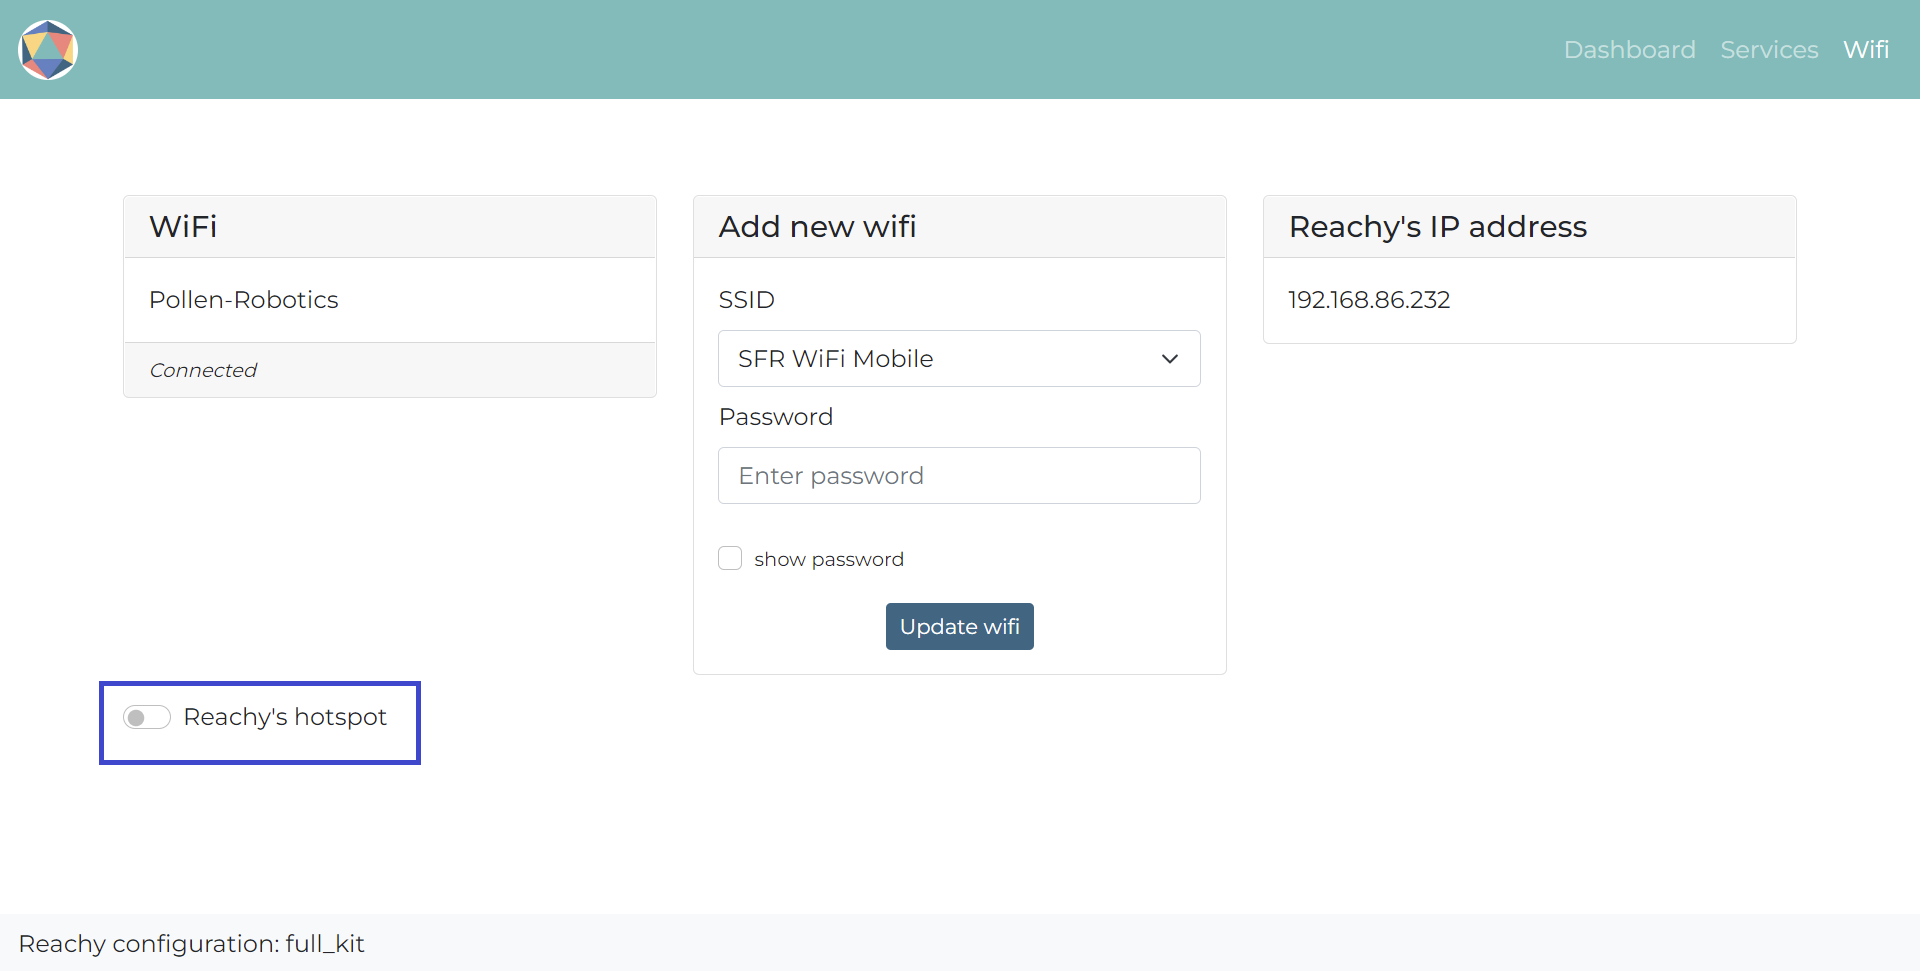 Dashboard Services Wifi
WiFi
Pollen-Robotics
Connected
Add new wifi
SSID
SFR WiFi Mobile
Password
Enter password
show password
Update wifi
Reachy's IP address
192.168.86.232
Reachy's hotspot
Reachy configuration: full_kit